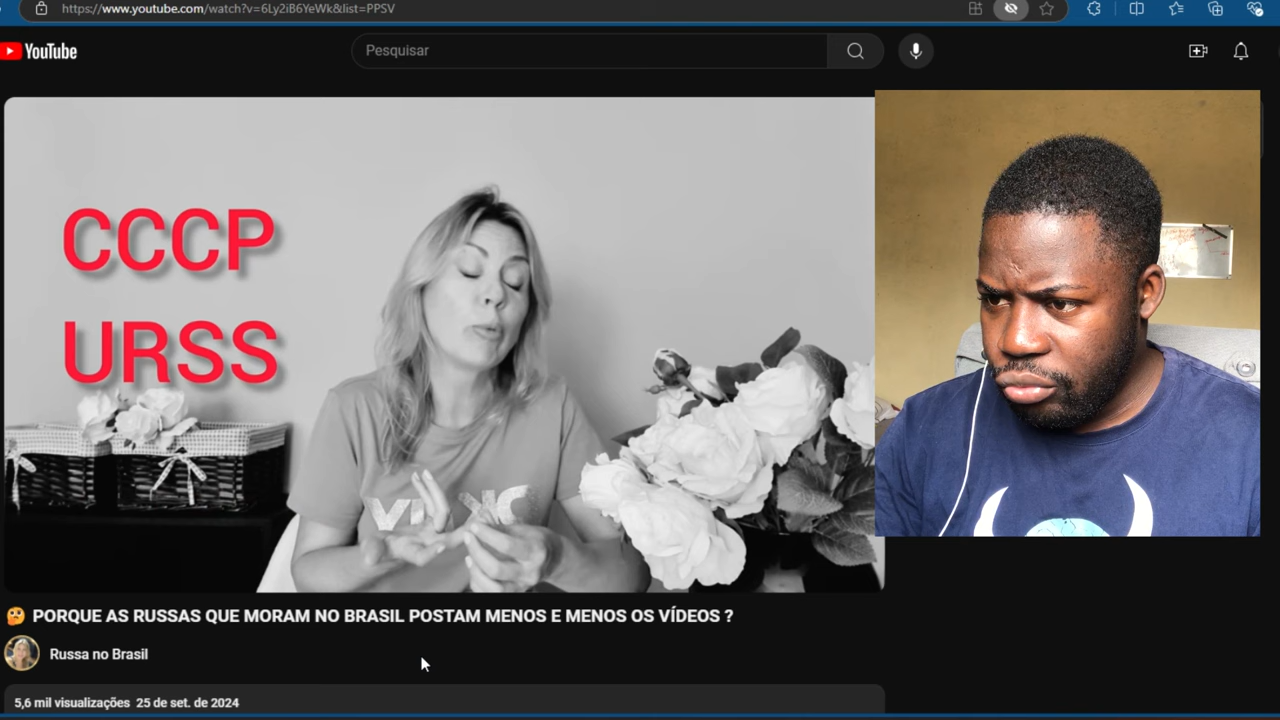 https://www.youtube.com/watch?v=6Ly2iB6YeWk&list=PPSV
YouTube
Pesquisar
CCCP
URSS
PORQUE AS RUSSAS QUE MORAM NO BRASIL POSTAM MENOS E MENOS OS VÍDEOS ?
Russa no Brasil
5,6 mil visualizações 25 de set. de 2024